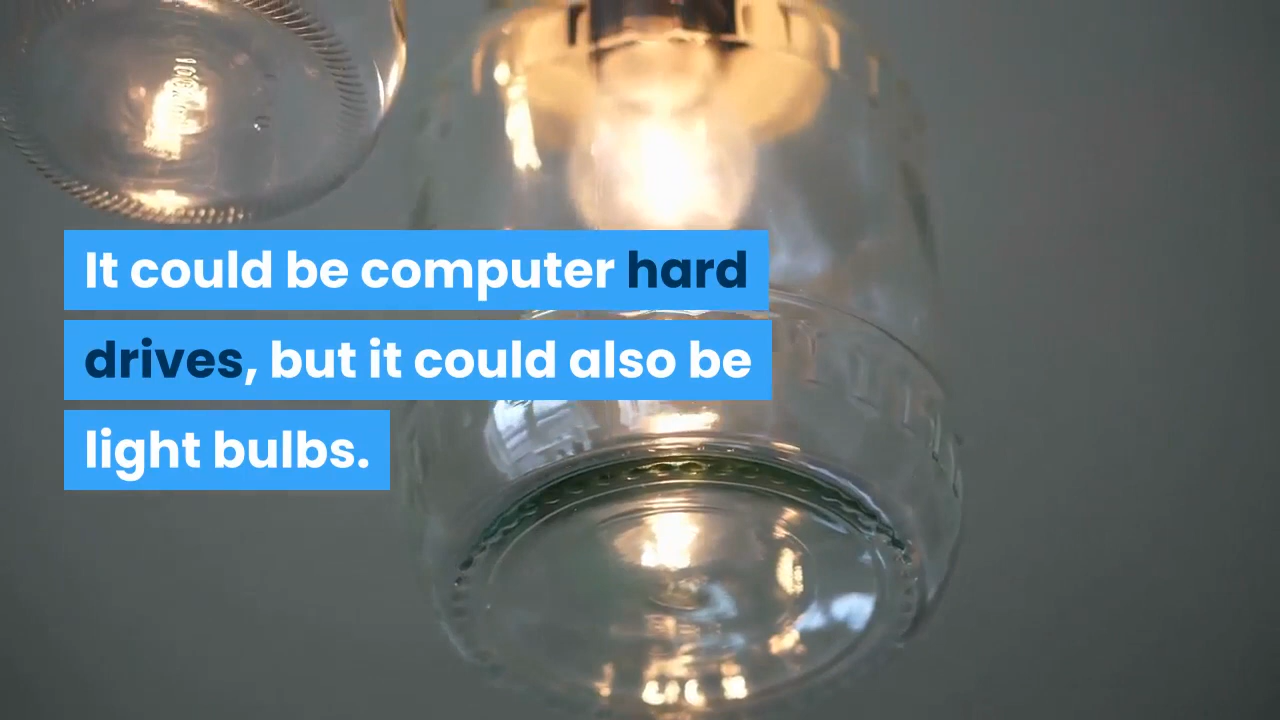 It could be computer hard
drives, but it could also be
light bulbs.